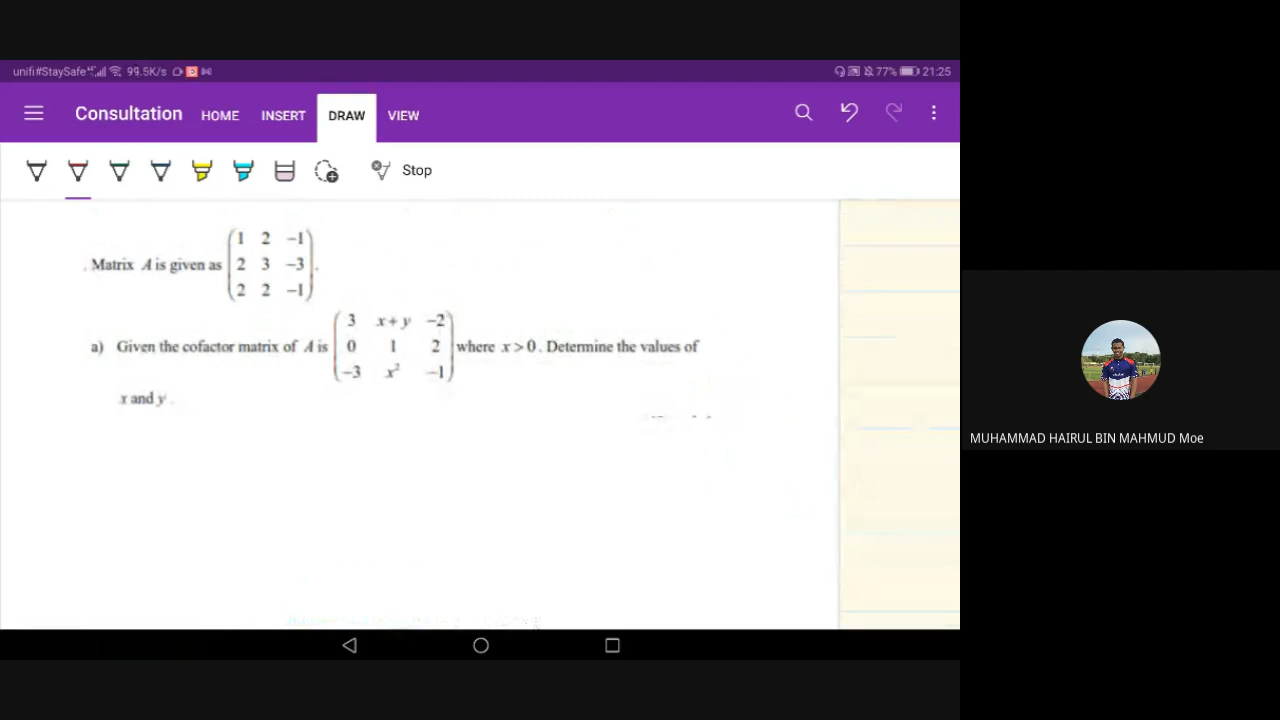 unifi#StaySafe 99.5K/s 77% 21:25
Consultation HOME INSERT DRAW VIEW
Stop
. Matrix A is given as (1 2 −1
2 3 −3
2 2 −1) .
a) Given the cofactor matrix of A is (3 x+y −2
0 1 2
−3 x² −1) where x > 0. Determine the values of
x and y .
MUHAMMAD HAIRUL BIN MAHMUD Moe